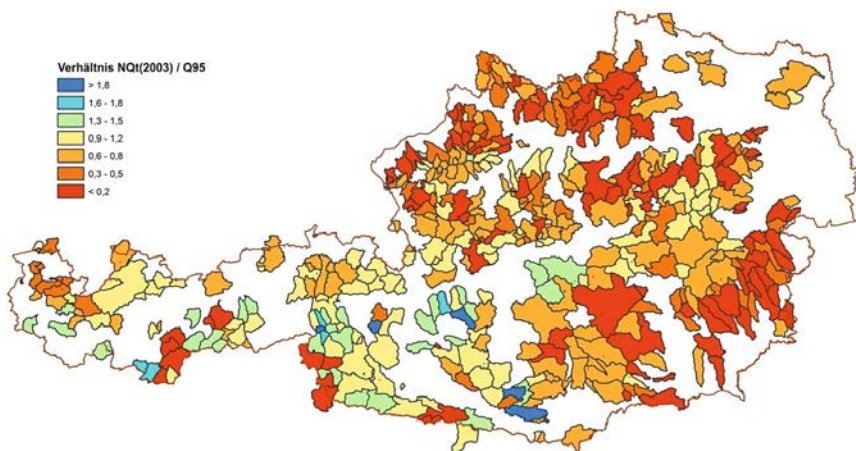 Verhältnis NQt(2003) / Q95
> 1,8
1,6 - 1,8
1,3 - 1,5
0,9 - 1,2
0,6 - 0,8
0,3 - 0,5
< 0,2